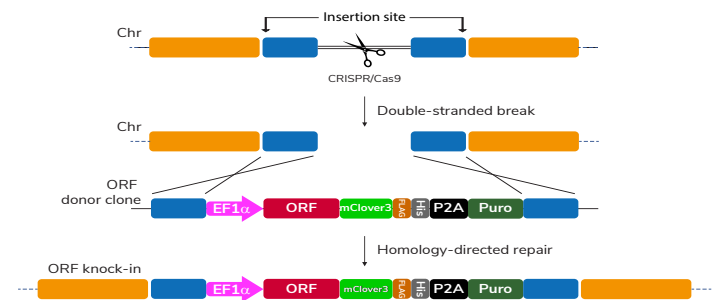 Insertion site
Chr
CRISPR/Cas9
Double-stranded break
Chr
ORF
donor clone
EF1α ORF mClover3 FLAG His P2A Puro
Homology-directed repair
ORF knock-in
EF1α ORF mClover3 FLAG His P2A Puro